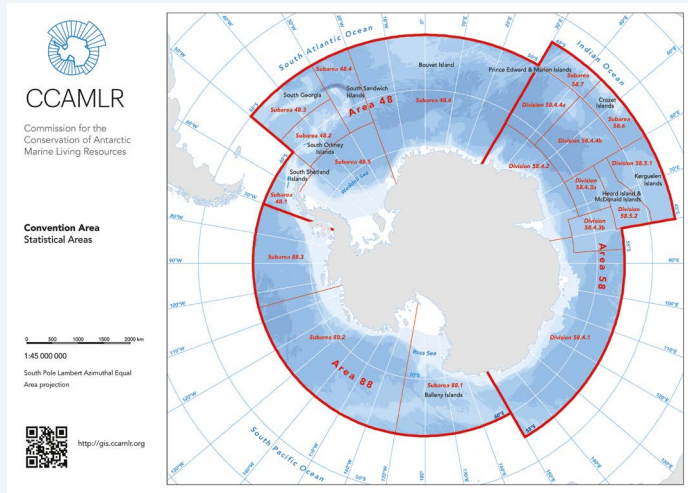 CCAMLR
Commission for the
Conservation of Antarctic
Marine Living Resources
Convention Area
Statistical Areas
0 500 1000 1500 2000 km
1:45 000 000
South Pole Lambert Azimuthal Equal
Area projection
http://gis.ccamlr.org
South Atlantic Ocean
Indian Ocean
South Pacific Ocean
Area 48
Subarea 48.4
Subarea 48.3
Subarea 48.2
Subarea 48.6
Subarea 48.5
Subarea
48.1
Bouvet Island
South Georgia
South Sandwich
Islands
South Orkney
Islands
South Shetland
Islands
Weddell Sea
Prince Edward & Marion Islands
Subarea
58.7
Division 58.4.4a
Crozet
Islands
Subarea
58.6
Division 58.4.4b
Division 58.4.2
Division 58.5.1
Division
58.4.3a
Kerguelen
Islands
Heard Island &
McDonald Islands
Division
58.5.2
Division
58.4.3b
Area 58
Division 58.4.1
Subarea 88.3
Subarea 88.2
Area 88
Ross Sea
Subarea 88.1
Balleny Islands